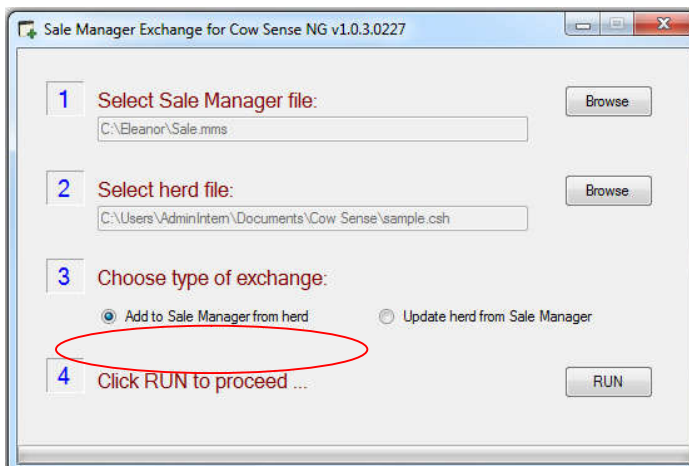 Sale Manager Exchange for Cow Sense NG v1.0.3.0227
1 Select Sale Manager file: Browse
C:\Eleanor\Sale.mms
2 Select herd file: Browse
C:\Users\AdminIntern\Documents\Cow Sense\sample.csh
3 Choose type of exchange:
Add to Sale Manager from herd Update herd from Sale Manager
4 Click RUN to proceed ... RUN